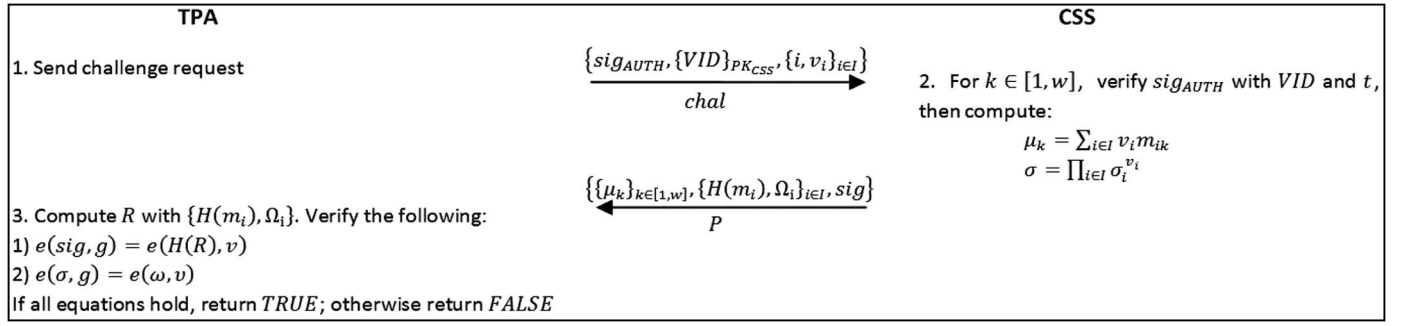 TPA
CSS
1. Send challenge request
{sig_AUTH, {VID}_PK_CSS, {i, v_i}_i∈I}
chal
2. For k ∈ [1, w], verify sig_AUTH with VID and t,
then compute:
μ_k = ∑_i∈I v_i m_ik
σ = ∏_i∈I σ_i^v_i
{{μ_k}_k∈[1,w], {H(m_i), Ω_i}_i∈I, sig}
P
3. Compute R with {H(m_i), Ω_i}. Verify the following:
1) e(sig, g) = e(H(R), v)
2) e(σ, g) = e(ω, υ)
If all equations hold, return TRUE; otherwise return FALSE